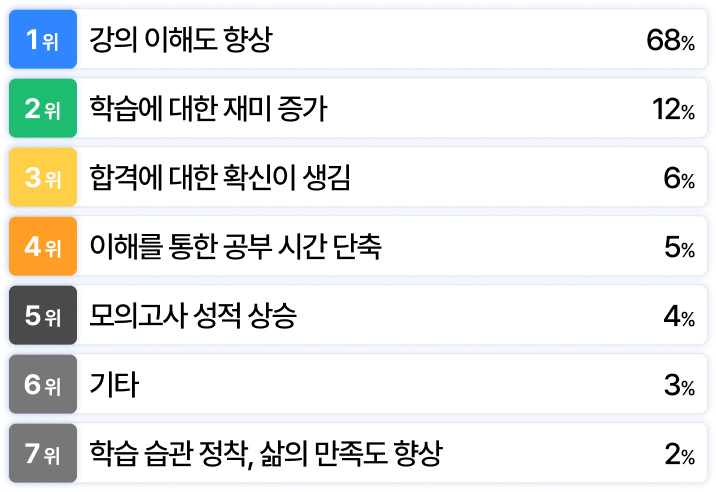 1위 강의 이해도 향상 68%
2위 학습에 대한 재미 증가 12%
3위 합격에 대한 확신이 생김 6%
4위 이해를 통한 공부 시간 단축 5%
5위 모의고사 성적 상승 4%
6위 기타 3%
7위 학습 습관 정착, 삶의 만족도 향상 2%